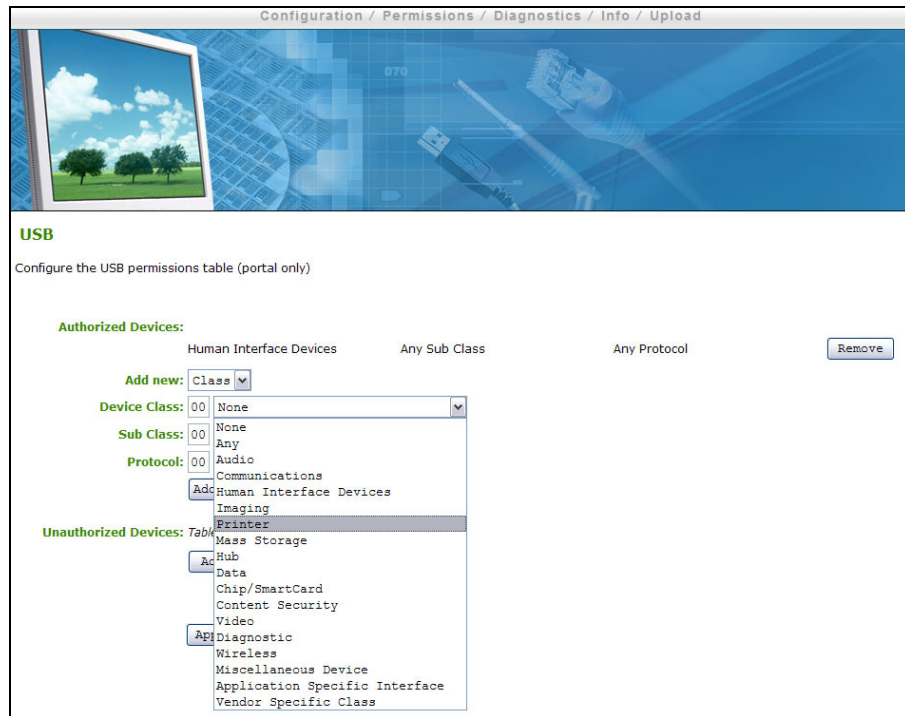 Configuration / Permissions / Diagnostics / Info / Upload
070
USB
Configure the USB permissions table (portal only)
Authorized Devices:
Human Interface Devices Any Sub Class Any Protocol Remove
Add new: Class
Device Class: 00 None
Sub Class: 00
Protocol: 00
None
Any
Audio
Communications
Human Interface Devices
Imaging
Printer
Mass Storage
Hub
Data
Chip/SmartCard
Content Security
Video
Diagnostic
Wireless
Miscellaneous Device
Application Specific Interface
Vendor Specific Class
Unauthorized Devices: